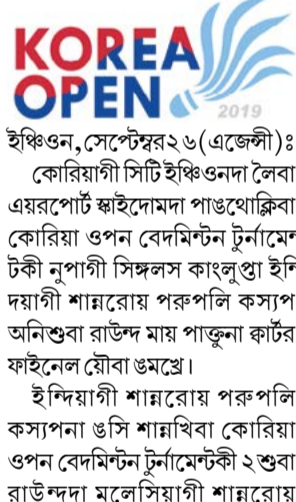 KOREA
OPEN
2019
ইঞ্চিওন,সেপ্টেম্বর২৬(এজেন্সী)ঃ
কোরিয়াগী সিটি ইঞ্চিওনদা লৈবা
এয়রপোর্ট স্কাইদোমদা পাঙথোক্লিবা
কোরিয়া ওপন বেদমিন্টন টুর্নামেন
টকী নুপাগী সিঙ্গলস কাংলুপ্তা ইন্দি
দয়াগী শান্নরোয় পরুপলি কস্যপ
অনিশুবা রাউন্দ মায় পাক্তুনা ক্বার্টর
ফাইনেল য়ৌবা ঙমখ্রে।
ইন্দিয়াগী শান্নরোয় পরুপলি
কস্যপনা ঙসি শান্নখিবা কোরিয়া
ওপন বেদমিন্টন টুর্নামেন্টকী ২শুবা
রাউন্দদা মলেসিয়াগী শান্নরোয়